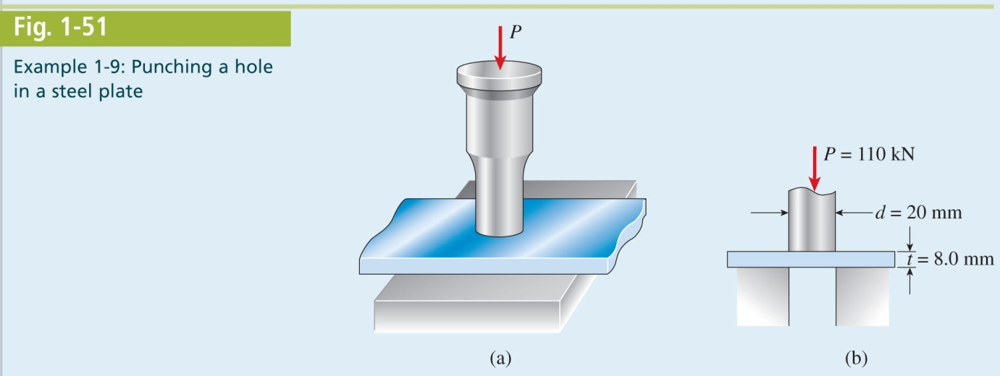 Fig. 1-51
Example 1-9: Punching a hole
in a steel plate
P
P = 110 kN
d = 20 mm
t = 8.0 mm
(a)
(b)